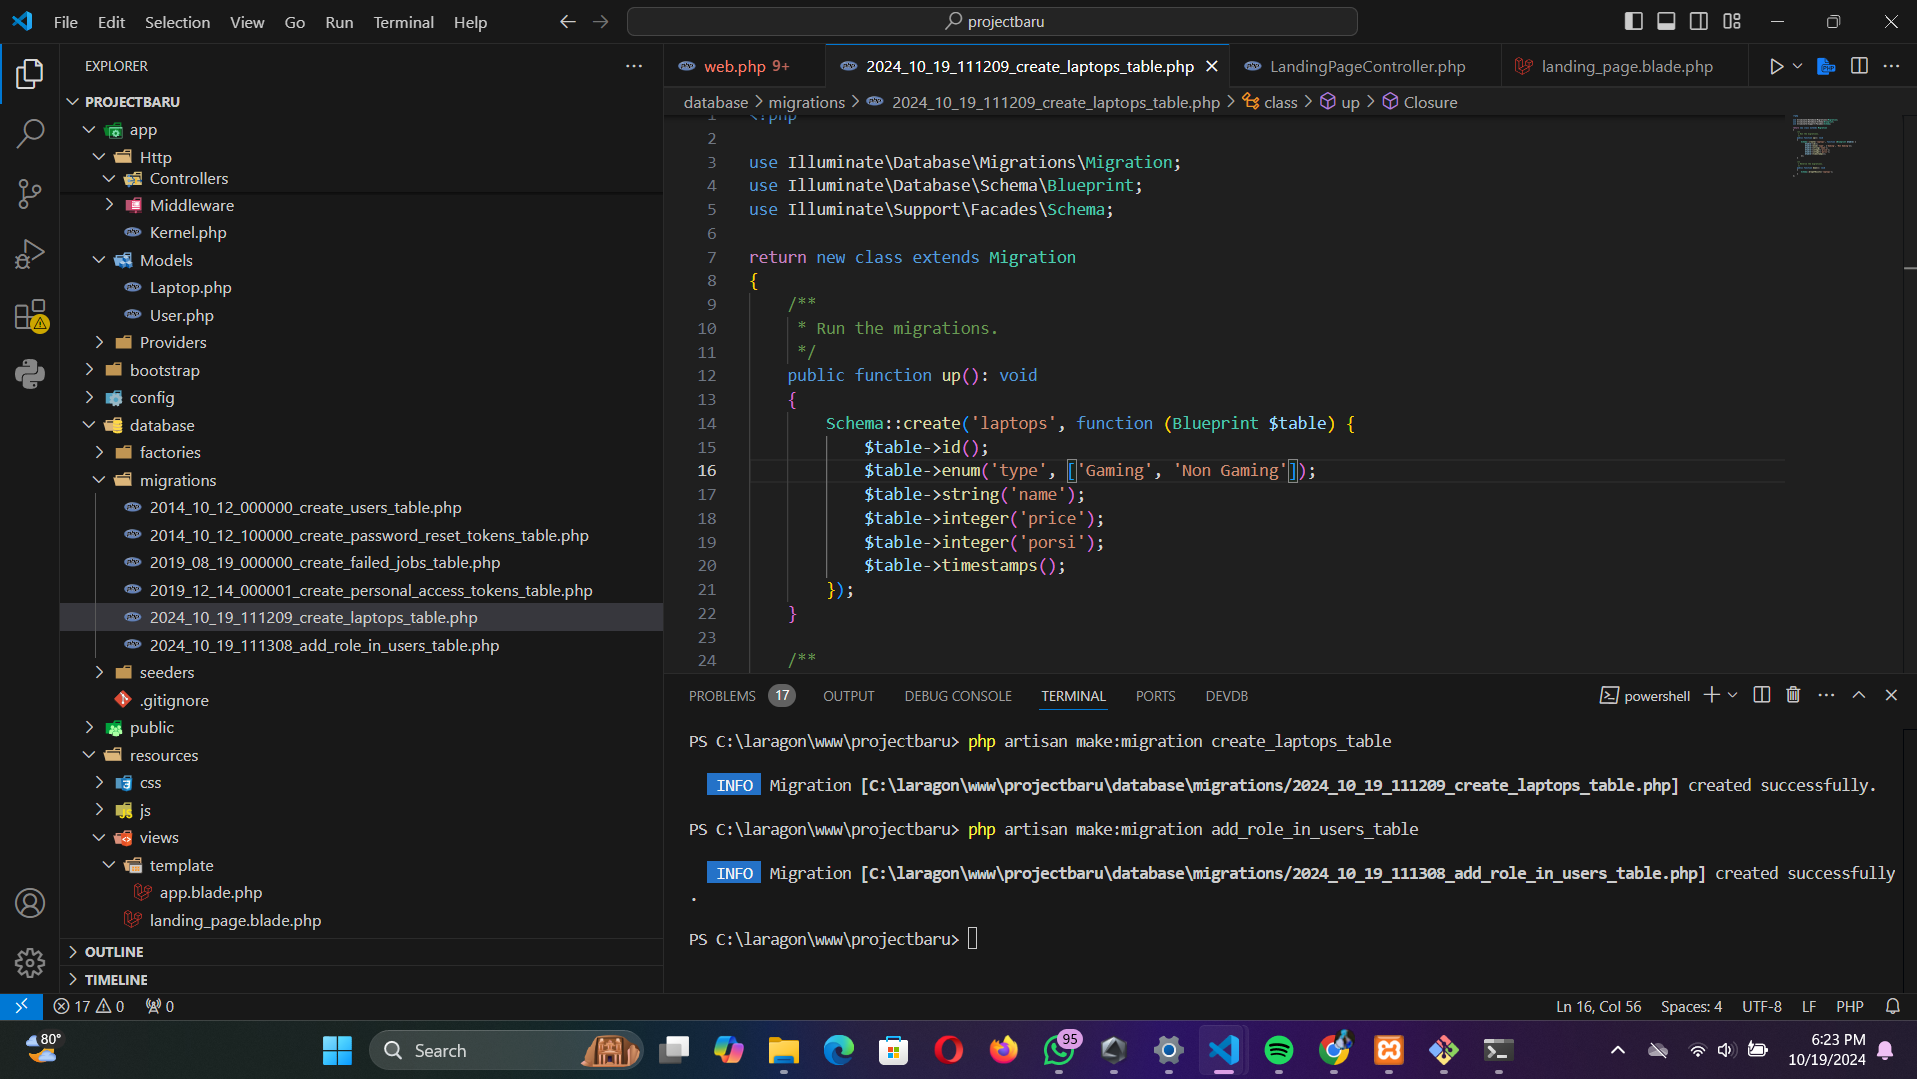 File Edit Selection View Go Run Terminal Help
projectbaru
EXPLORER
PROJECTBARU
app
Http
Controllers
Middleware
Kernel.php
Models
Laptop.php
User.php
Providers
bootstrap
config
database
factories
migrations
2014_10_12_000000_create_users_table.php
2014_10_12_100000_create_password_reset_tokens_table.php
2019_08_19_000000_create_failed_jobs_table.php
2019_12_14_000001_create_personal_access_tokens_table.php
2024_10_19_111209_create_laptops_table.php
2024_10_19_111308_add_role_in_users_table.php
seeders
.gitignore
public
resources
css
js
views
template
app.blade.php
landing_page.blade.php
OUTLINE
TIMELINE
web.php 9+
2024_10_19_111209_create_laptops_table.php
LandingPageController.php
landing_page.blade.php
database > migrations > 2024_10_19_111209_create_laptops_table.php > class > up > Closure
1 <?php
2
3 use Illuminate\Database\Migrations\Migration;
4 use Illuminate\Database\Schema\Blueprint;
5 use Illuminate\Support\Facades\Schema;
6
7 return new class extends Migration
8 {
9 /**
10 * Run the migrations.
11 */
12 public function up(): void
13 {
14 Schema::create('laptops', function (Blueprint $table) {
15 $table->id();
16 $table->enum('type', ['Gaming', 'Non Gaming']);
17 $table->string('name');
18 $table->integer('price');
19 $table->integer('porsi');
20 $table->timestamps();
21 });
22 }
23
24 /**
PROBLEMS 17 OUTPUT DEBUG CONSOLE TERMINAL PORTS DEVDB
powershell
PS C:\laragon\www\projectbaru> php artisan make:migration create_laptops_table
INFO Migration [C:\laragon\www\projectbaru\database\migrations/2024_10_19_111209_create_laptops_table.php] created successfully.
PS C:\laragon\www\projectbaru> php artisan make:migration add_role_in_users_table
INFO Migration [C:\laragon\www\projectbaru\database\migrations/2024_10_19_111308_add_role_in_users_table.php] created successfully
.
PS C:\laragon\www\projectbaru>
17 0 0
Ln 16, Col 56 Spaces: 4 UTF-8 LF PHP
80°
Search
95
6:23 PM
10/19/2024